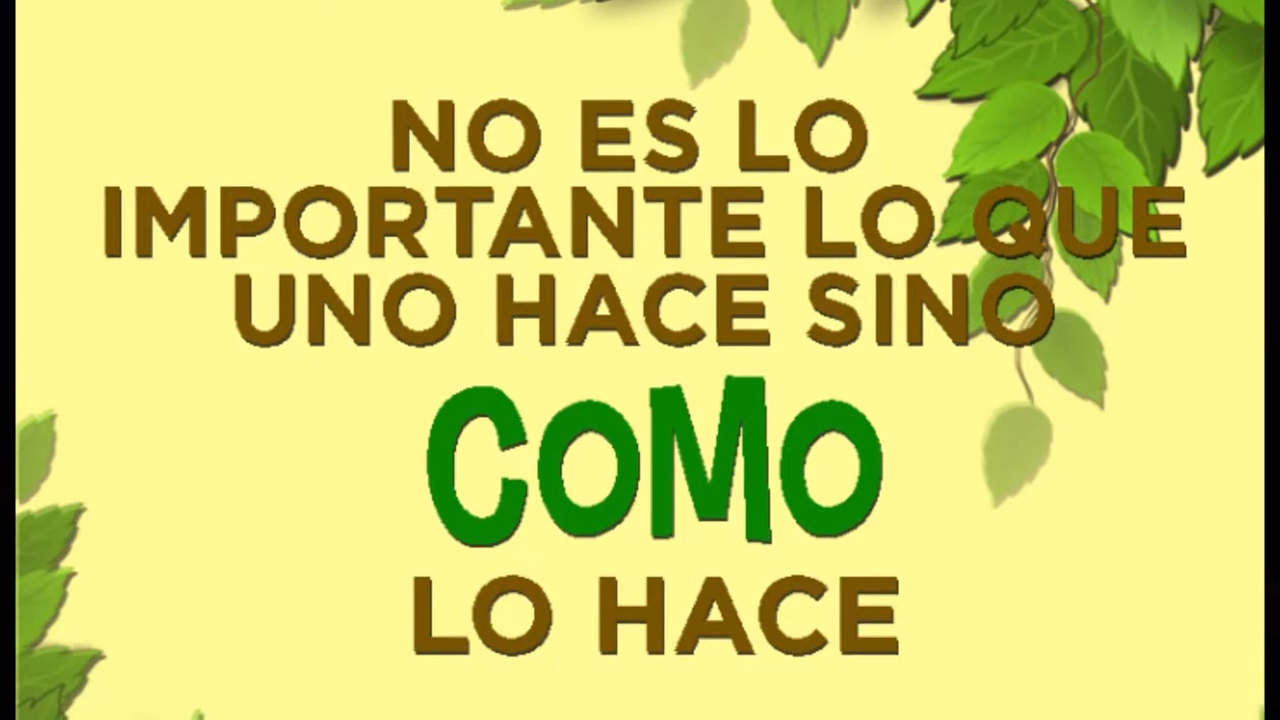 NO ES LO
IMPORTANTE LO QUE
UNO HACE SINO
COMO
LO HACE